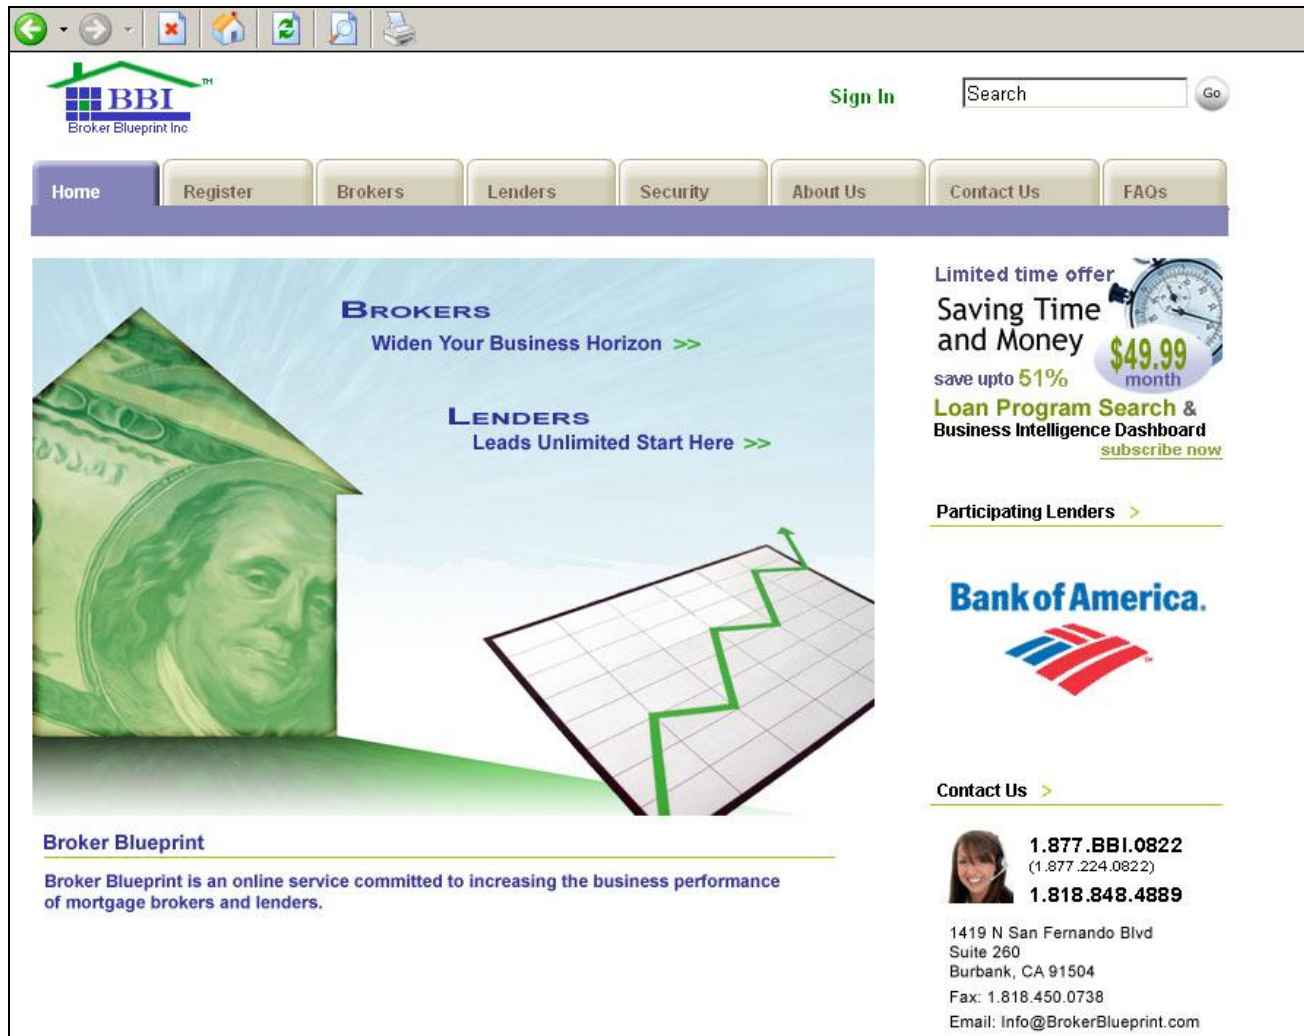 BBI
TM
Broker Blueprint Inc
Sign In
Search
Go
Home
Register
Brokers
Lenders
Security
About Us
Contact Us
FAQs
BROKERS
Widen Your Business Horizon >>
LENDERS
Leads Unlimited Start Here >>
Limited time offer
Saving Time
and Money
$49.99
month
save upto 51%
Loan Program Search &
Business Intelligence Dashboard
subscribe now
Participating Lenders >
Bank of America.
Contact Us >
1.877.BBI.0822
(1.877.224.0822)
1.818.848.4889
1419 N San Fernando Blvd
Suite 260
Burbank, CA 91504
Fax: 1.818.450.0738
Email: Info@BrokerBlueprint.com
Broker Blueprint
Broker Blueprint is an online service committed to increasing the business performance
of mortgage brokers and lenders.